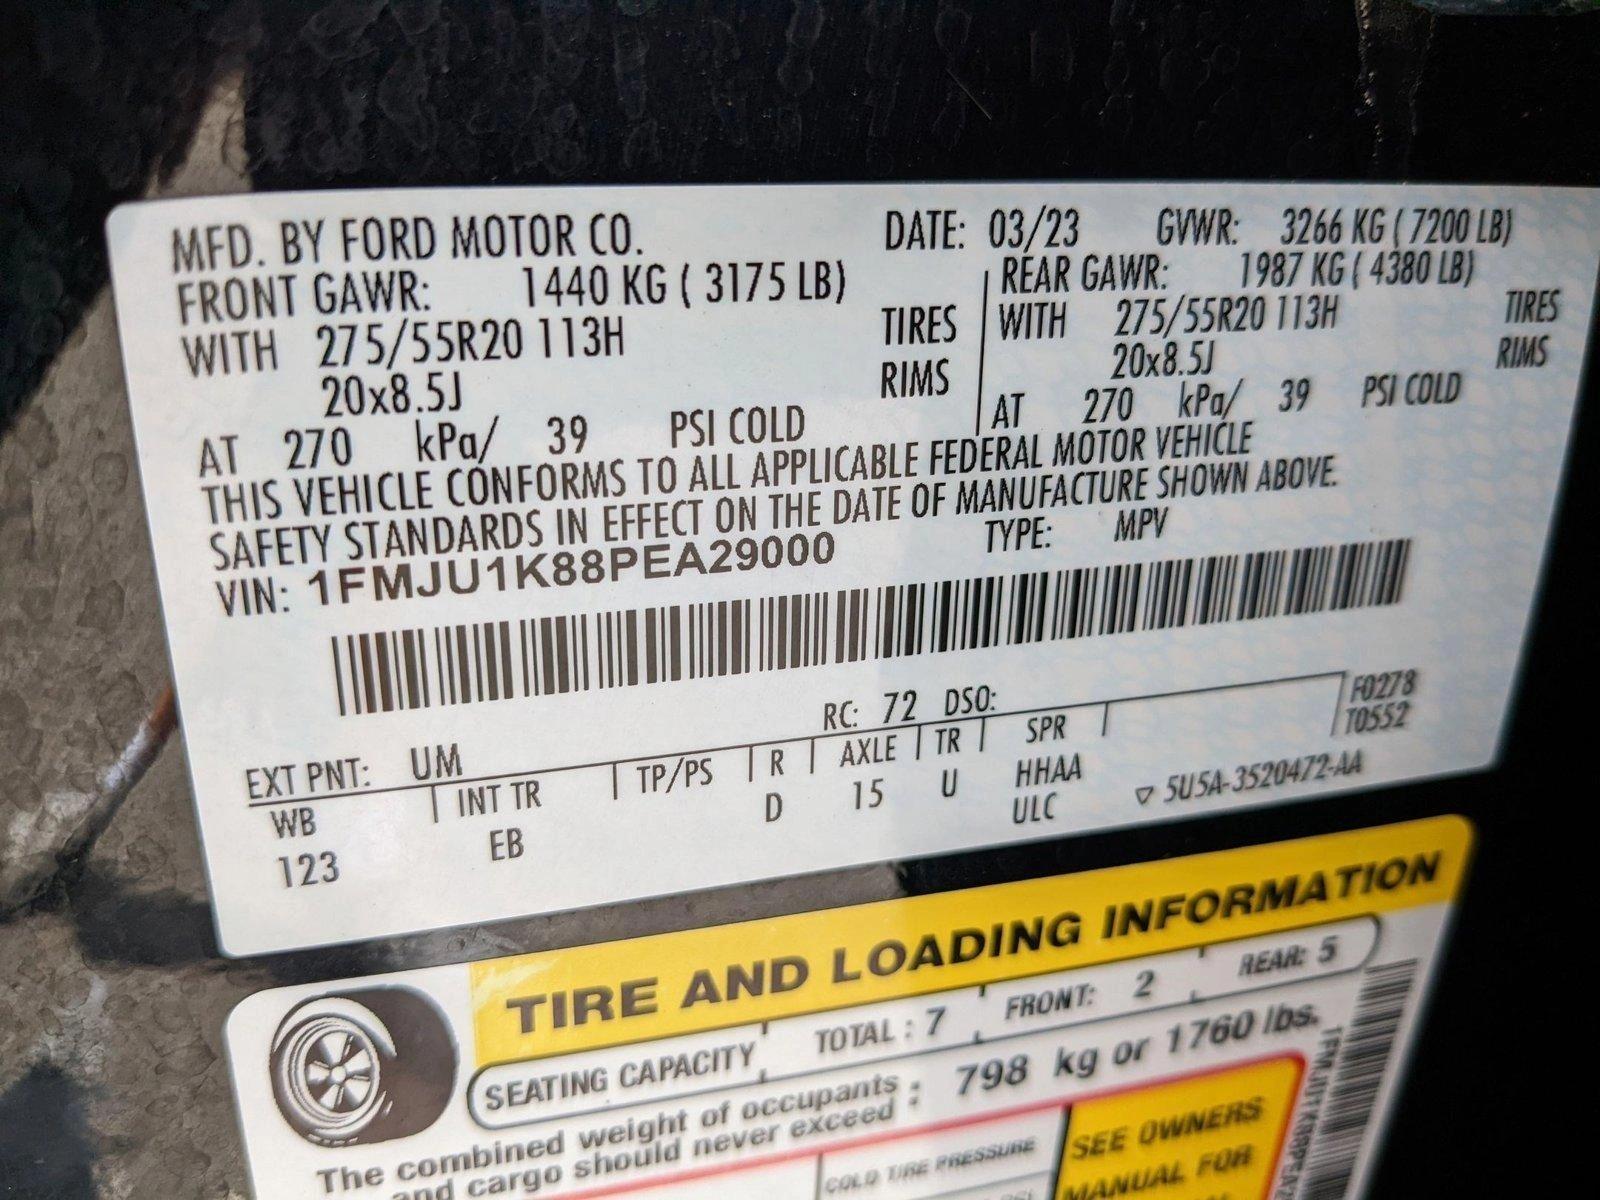 MFD. BY FORD MOTOR CO. DATE: 03/23 GVWR: 3266 KG ( 7200 LB)
FRONT GAWR: 1440 KG ( 3175 LB) REAR GAWR: 1987 KG ( 4380 LB)
WITH 275/55R20 113H TIRES WITH 275/55R20 113H TIRES
20x8.5J RIMS 20x8.5J RIMS
AT 270 kPa/ 39 PSI COLD AT 270 kPa/ 39 PSI COLD
THIS VEHICLE CONFORMS TO ALL APPLICABLE FEDERAL MOTOR VEHICLE
SAFETY STANDARDS IN EFFECT ON THE DATE OF MANUFACTURE SHOWN ABOVE.
VIN: 1FMJU1K88PEA29000 TYPE: MPV
RC: 72 DSO: F0278
EXT PNT: UM T0552
WB INT TR TP/PS R AXLE TR SPR
123 EB D 15 U HHAA
ULC ▽ 5U5A-3520472-AA
TIRE AND LOADING INFORMATION
SEATING CAPACITY TOTAL : 7 FRONT: 2 REAR: 5
The combined weight of occupants : 798 kg or 1760 lbs.
and cargo should never exceed
COLD TIRE PRESSURE SEE OWNERS
MANUAL FOR